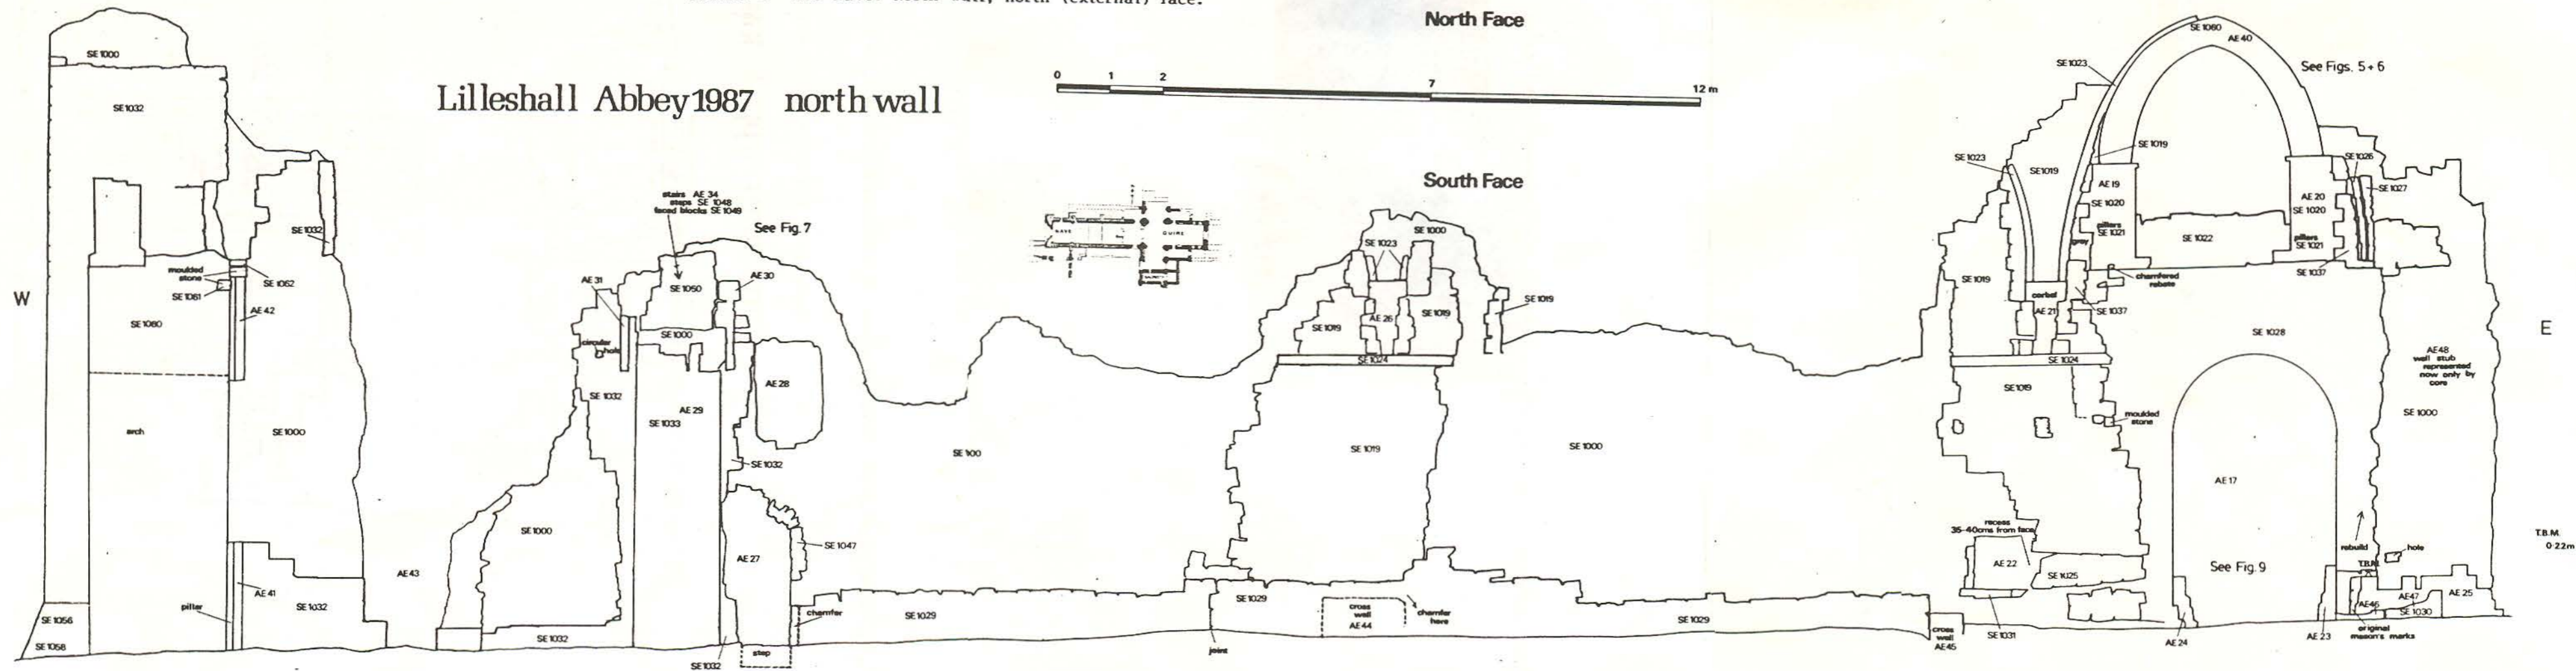 north (external) face.
North Face
Lilleshall Abbey 1987 north wall
0 1 2 7 12 m
South Face
See Figs. 5+6
See Fig. 7
See Fig. 9
W
E
SE 1000
SE 1032
SE 1032
moulded
stone
SE 1062
SE 1081
AE 42
SE 1080
arch
SE 1000
pillar
AE 41
SE 1032
SE 1056
SE 1058
AE 43
stairs AE 34
steps SE 1048
faced blocks SE 1049
AE 31
SE 1050
AE 30
SE 1000
circular
hole
SE 1032
AE 29
SE 1033
AE 28
SE 1032
SE 1000
SE 1032
AE 27
SE 1047
chamfer
step
SE 1032
SE 100
SE 1029
NAVE
QUIRE
SE 1000
SE 1023
SE 1019
AE 26
SE 1019
SE 1019
SE 1024
SE 1019
SE 1000
SE 1029
cross
wall
AE 44
chamfer
here
joint
SE 1029
cross
wall
AE 45
SE 1060
AE 40
SE 1023
SE 1023
SE 1019
SE 1019
AE 19
SE 1020
pillars
SE 1021
grey
SE 1022
SE 1026
SE 1027
AE 20
SE 1020
pillars
SE 1021
SE 1037
SE 1019
chamfered
rebate
corbel
AE 21
SE 1037
SE 1024
SE 1028
SE 1019
moulded
stone
AE 48
wall stub
represented
now only by
core
SE 1000
AE 17
recess
35-40cms from face
AE 22
SE 1025
SE 1031
AE 24
AE 23
rebuild
hole
T.B.M.
AE 46
AE 47
SE 1030
AE 25
original
mason's marks
T.B.M.
0·22m